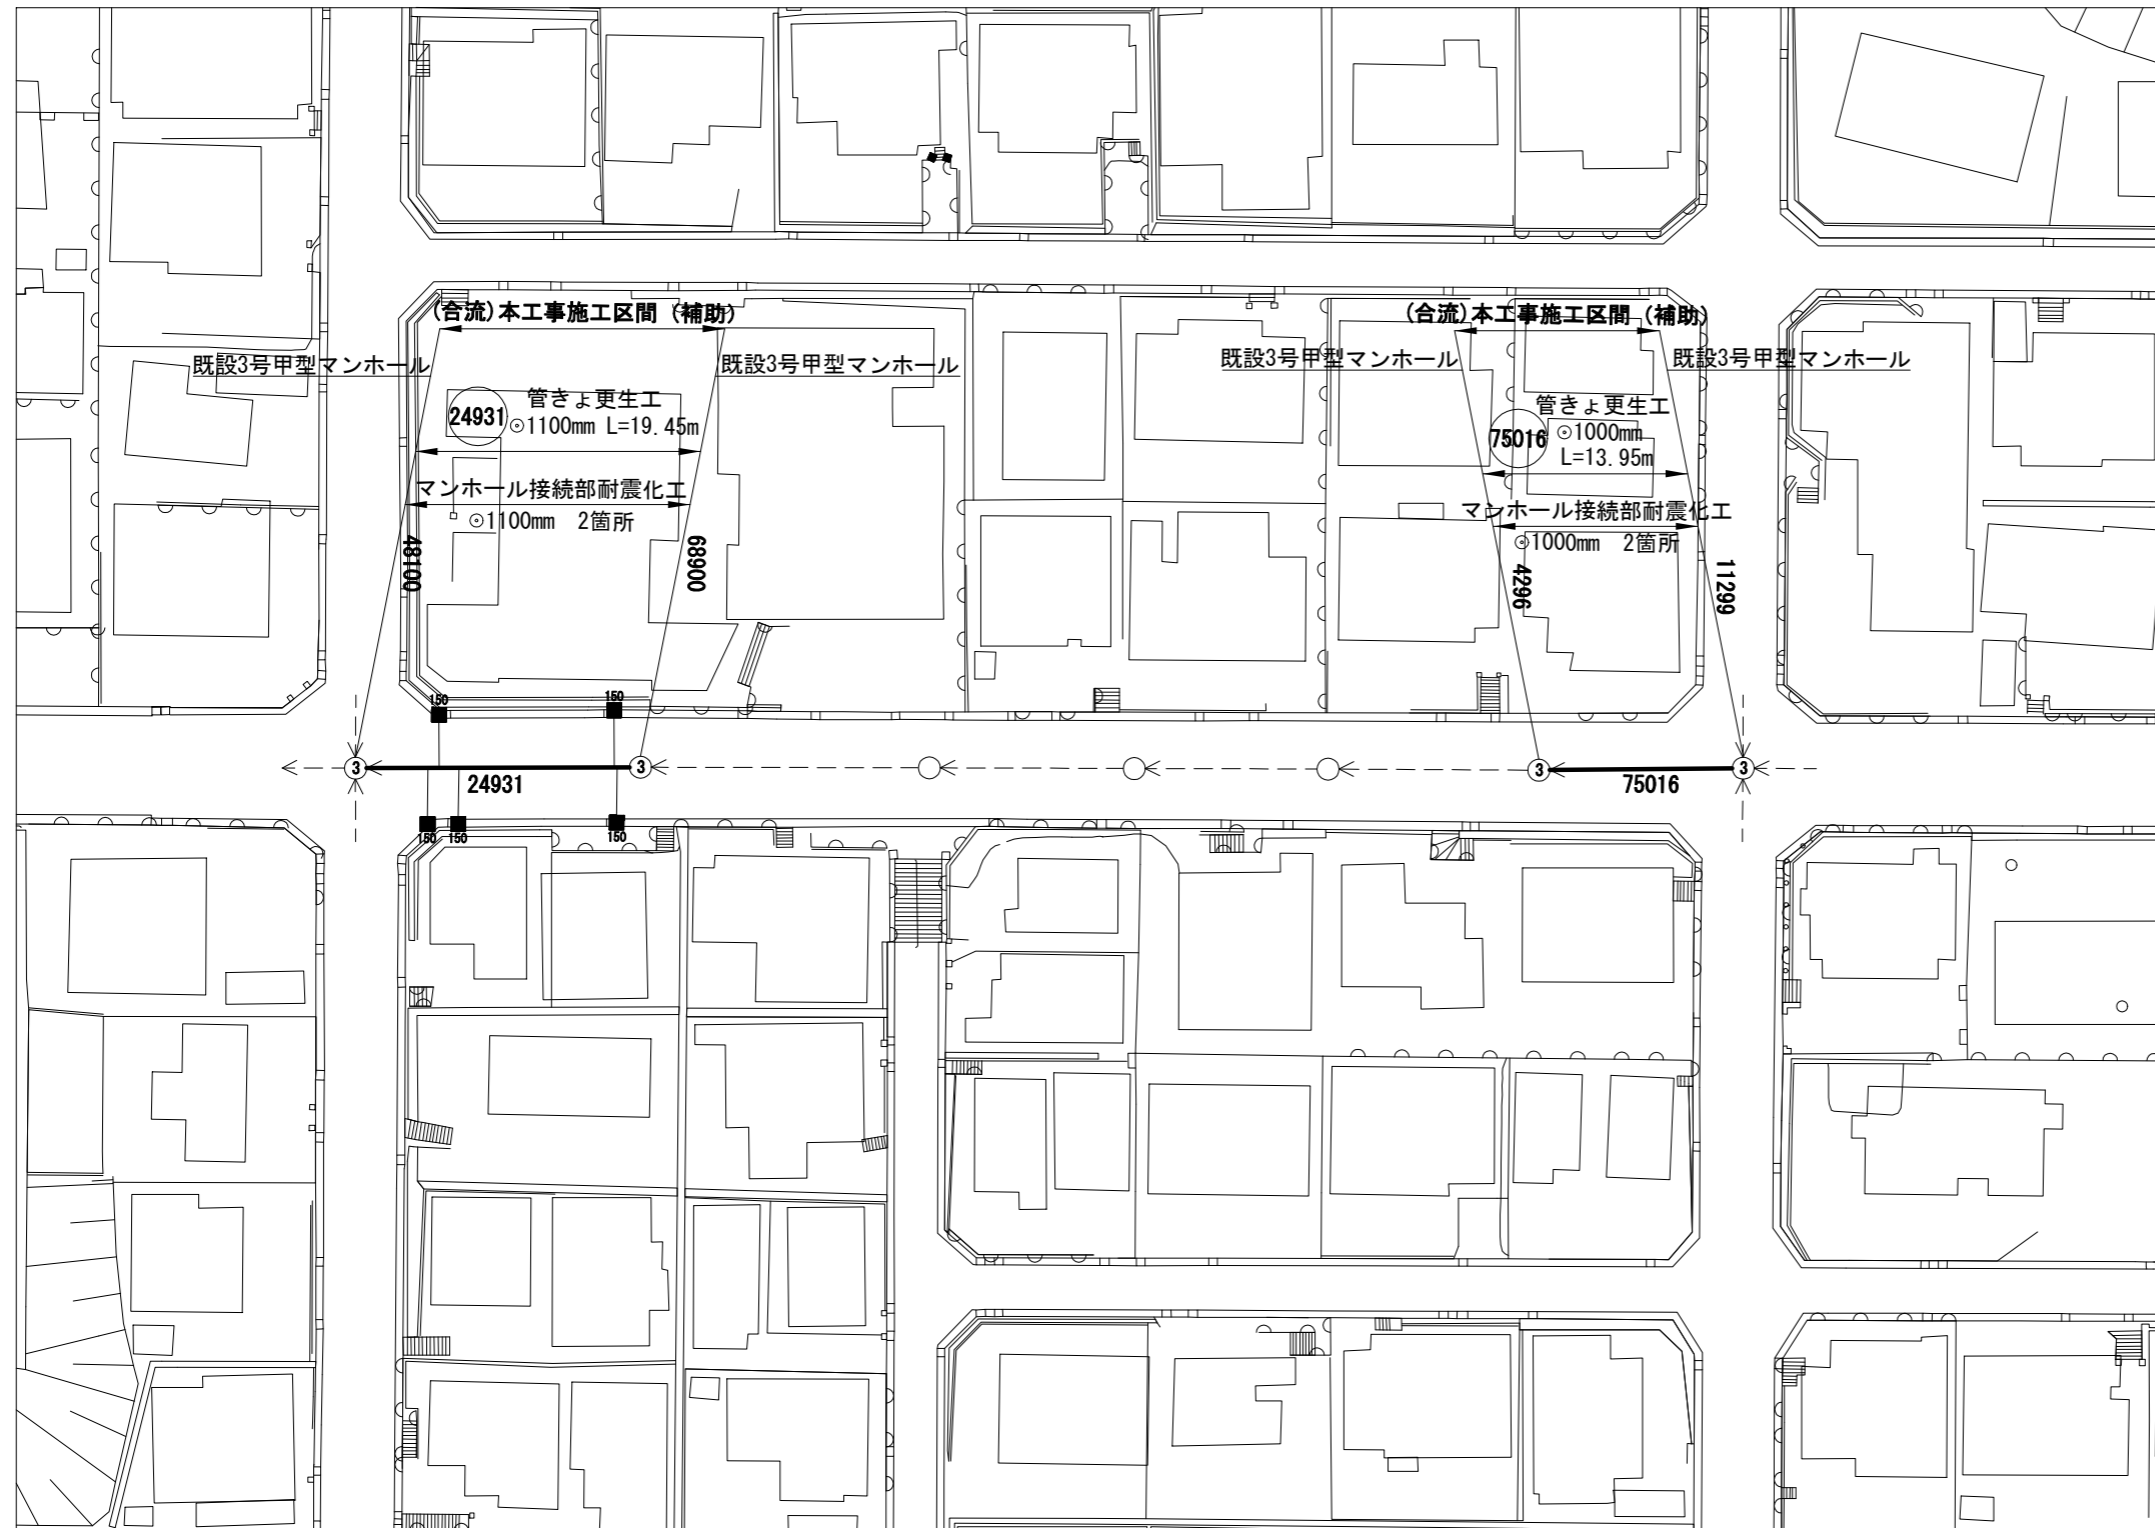 (合流)本工事施工区間 (補助)
既設3号甲型マンホール
既設3号甲型マンホール
24931
管きょ更生工
◎1100mm L=19.45m
マンホール接続部耐震化工
◎1100mm 2箇所
48100
68900
(合流)本工事施工区間 (補助)
既設3号甲型マンホール
既設3号甲型マンホール
75016
管きょ更生工
◎1000mm
L=13.95m
マンホール接続部耐震化工
◎1000mm 2箇所
4296
11299
150
150
3
24931
3
3
75016
3
150
150
150